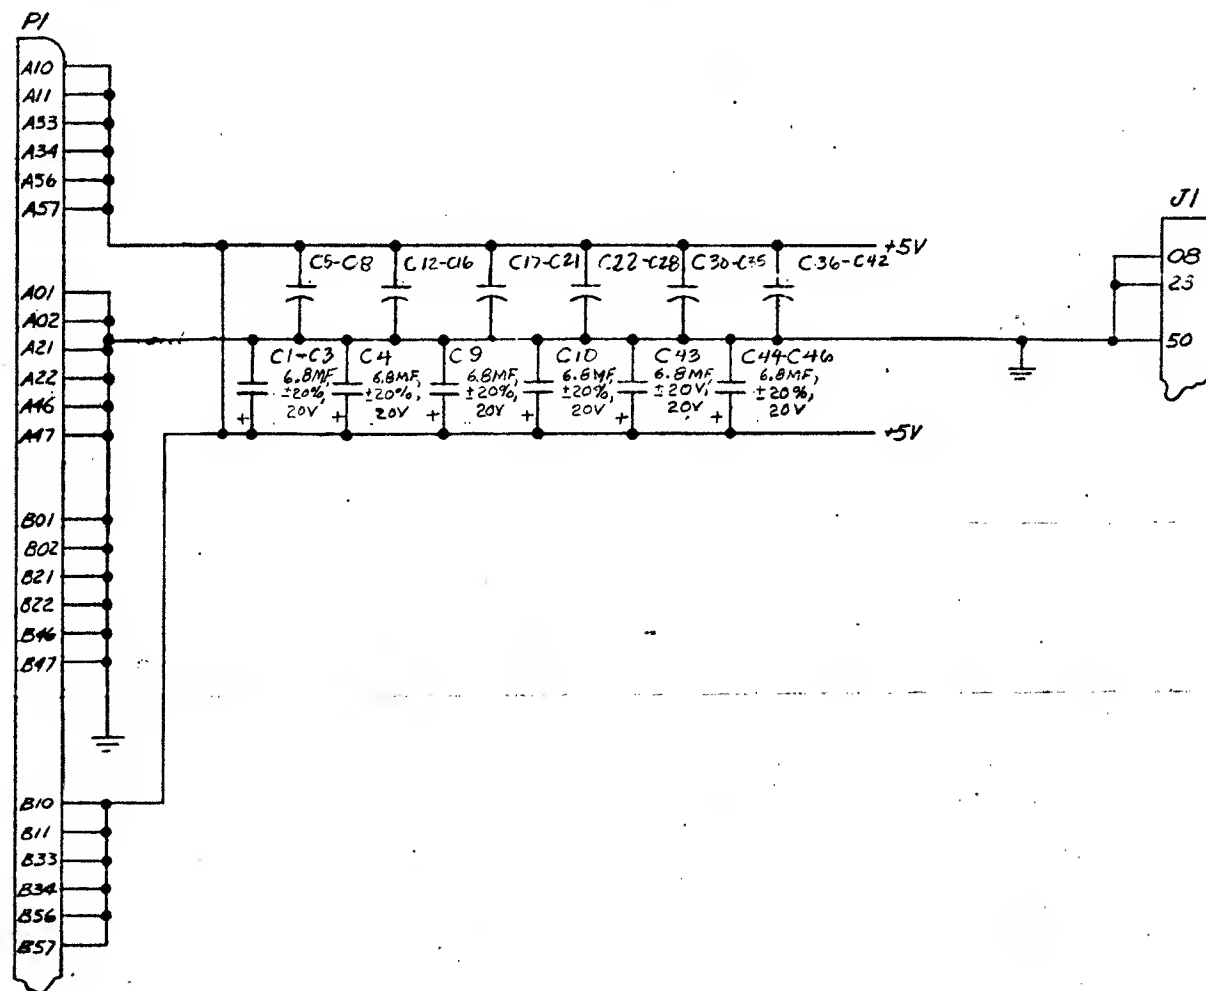 P1
A10
A11
A53
A34
A56
A57
A01
A02
A21
A22
A46
A47
B01
B02
B21
B22
B46
B47
B10
B11
B33
B34
B56
B57
C5-C8
C12-C16
C17-C21
C22-C28
C30-C35
C36-C42
+5V
C1-C3
6.8MF,
±20%,
20V
+
C4
6.8MF,
±20%,
20V
+
C9
6.8MF,
±20%,
20V
+
C10
6.8MF,
±20%,
20V
+
C43
6.8MF,
±20V,
20V
+
C44-C46
6.8MF,
±20%,
20V
+
+5V
J1
08
25
50